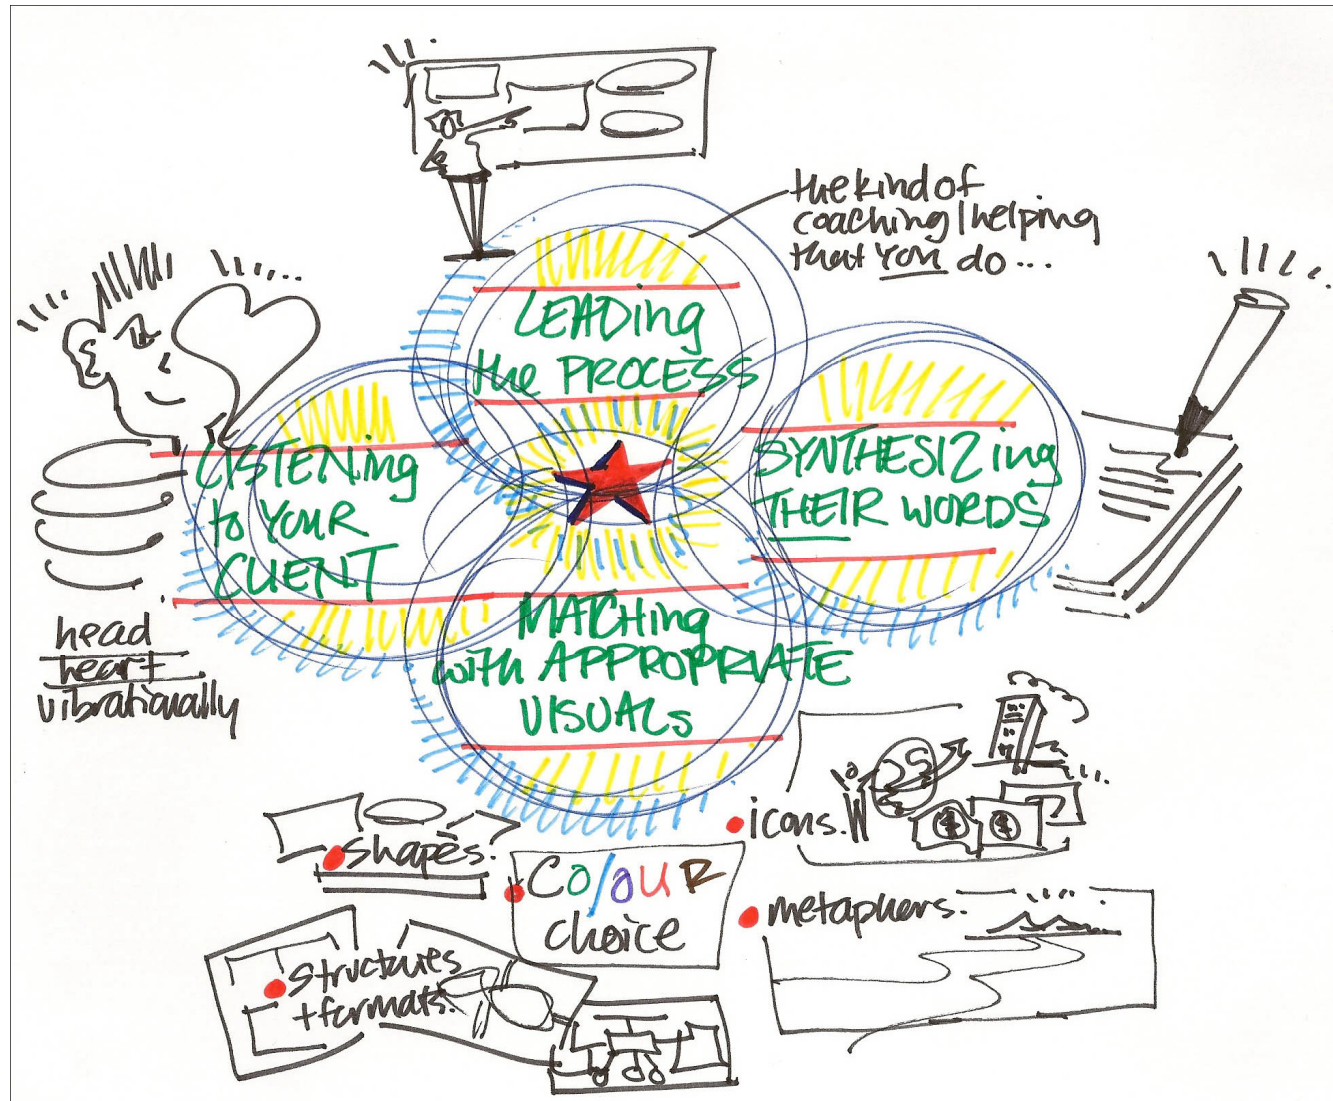 the kind of
coaching/helping
that you do...
LEADing
the PROCESS
LISTENing
to YOUR
CLIENT
SYNTHESIZing
THEIR WORDS
head
heart
vibrationally
MATCHing
with APPROPRIATE
VISUALs
shapes.
icons.
COlOUR
choice
metaphors.
structures
+ formats.
$ $